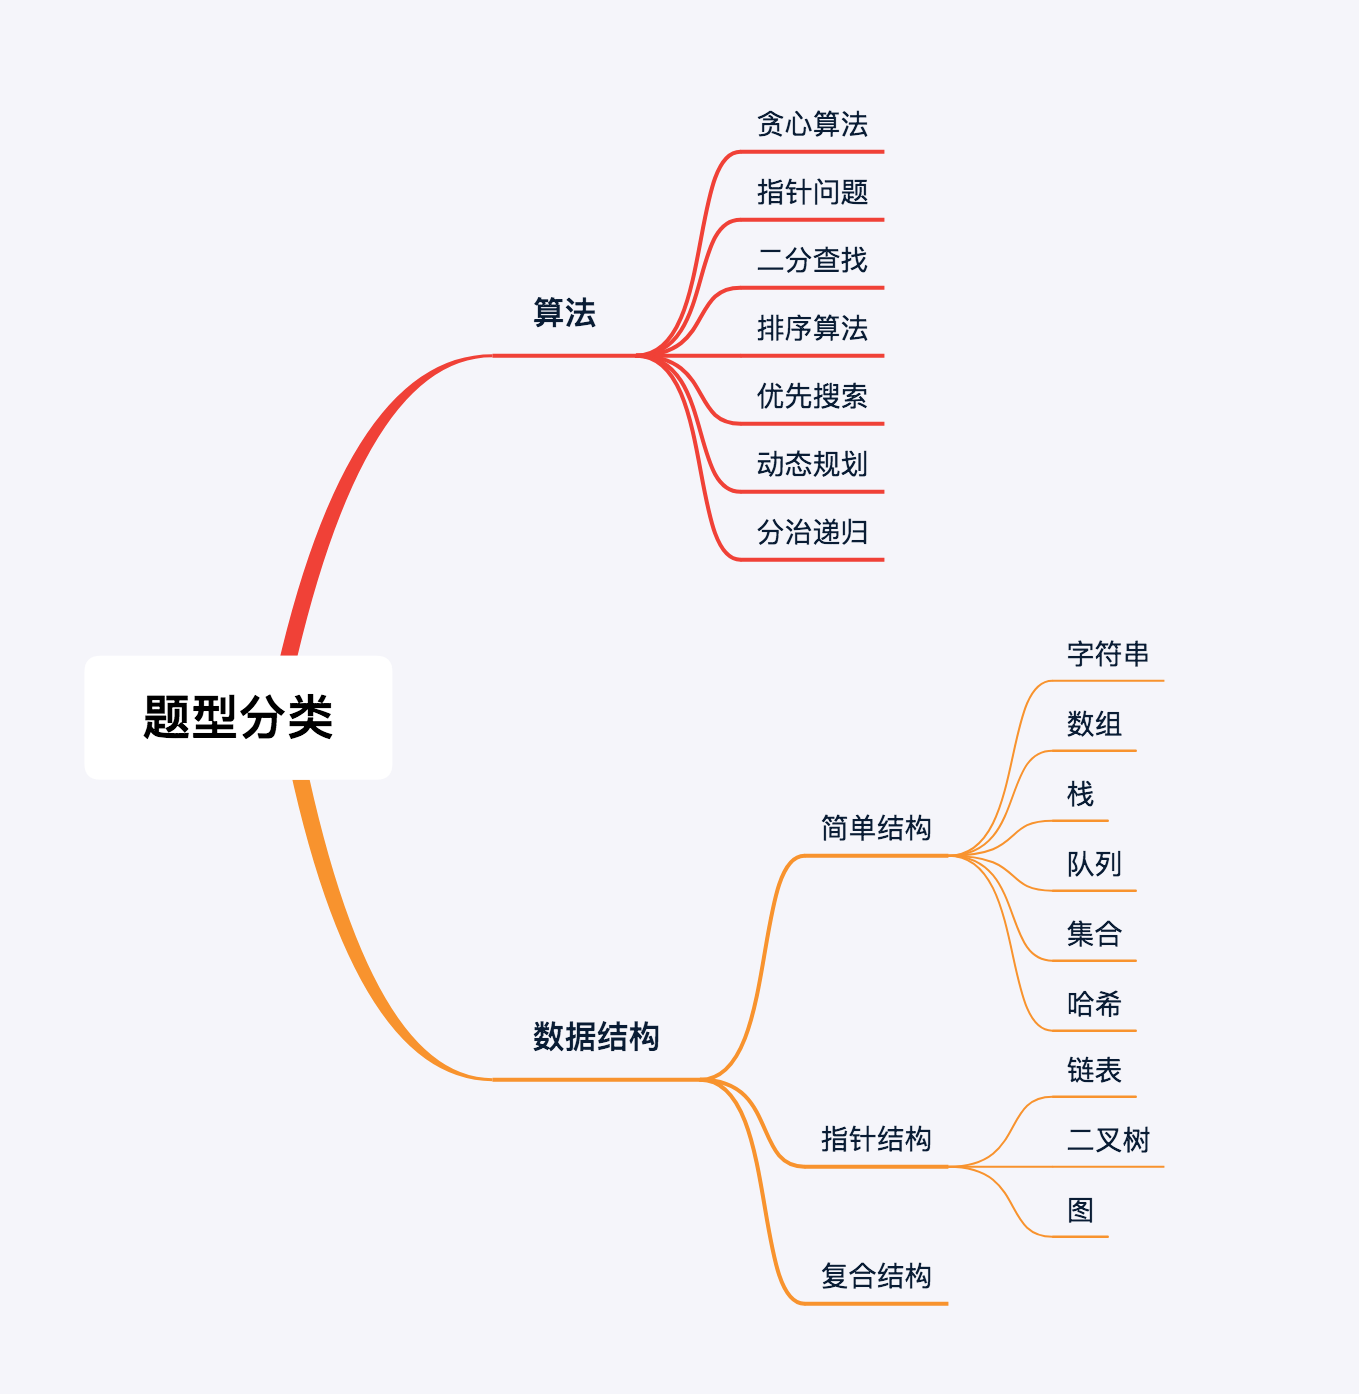 题型分类
算法
贪心算法
指针问题
二分查找
排序算法
优先搜索
动态规划
分治递归
数据结构
简单结构
字符串
数组
栈
队列
集合
哈希
指针结构
链表
二叉树
图
复合结构